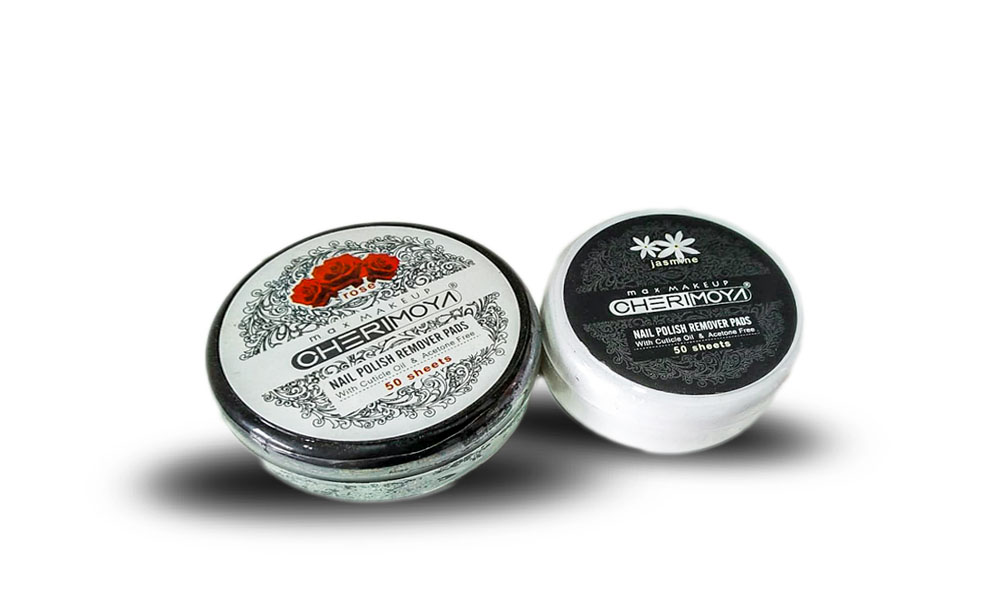 rose
max MAKEUP
CHERIMOYA®
NAIL POLISH REMOVER PADS
With Cuticle Oil & Acetone Free
50 sheets
jasmine
max MAKEUP
CHERIMOYA®
NAIL POLISH REMOVER PADS
With Cuticle Oil & Acetone Free
50 sheets